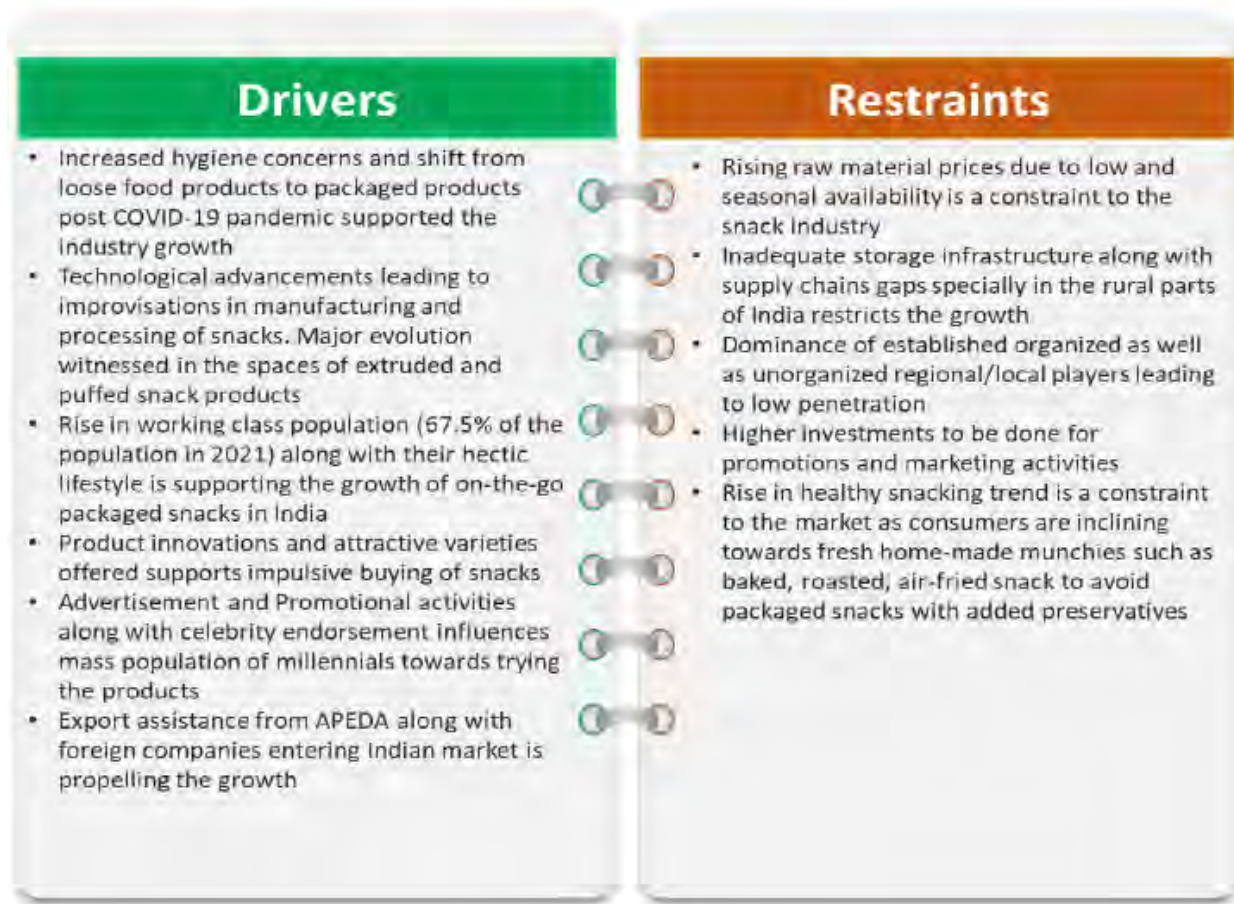 Drivers
• Increased hygiene concerns and shift from
loose food products to packaged products
post COVID-19 pandemic supported the
industry growth
• Technological advancements leading to
improvisations in manufacturing and
processing of snacks. Major evolution
witnessed in the spaces of extruded and
puffed snack products
• Rise in working class population (67.5% of the
population in 2021) along with their hectic
lifestyle is supporting the growth of on-the-go
packaged snacks in India
• Product innovations and attractive varieties
offered supports impulsive buying of snacks
• Advertisement and Promotional activities
along with celebrity endorsement influences
mass population of millennials towards trying
the products
• Export assistance from APEDA along with
foreign companies entering Indian market is
propelling the growth
Restraints
• Rising raw material prices due to low and
seasonal availability is a constraint to the
snack industry
• Inadequate storage infrastructure along with
supply chains gaps specially in the rural parts
of India restricts the growth
• Dominance of established organized as well
as unorganized regional/local players leading
to low penetration
• Higher investments to be done for
promotions and marketing activities
• Rise in healthy snacking trend is a constraint
to the market as consumers are inclining
towards fresh home-made munchies such as
baked, roasted, air-fried snack to avoid
packaged snacks with added preservatives